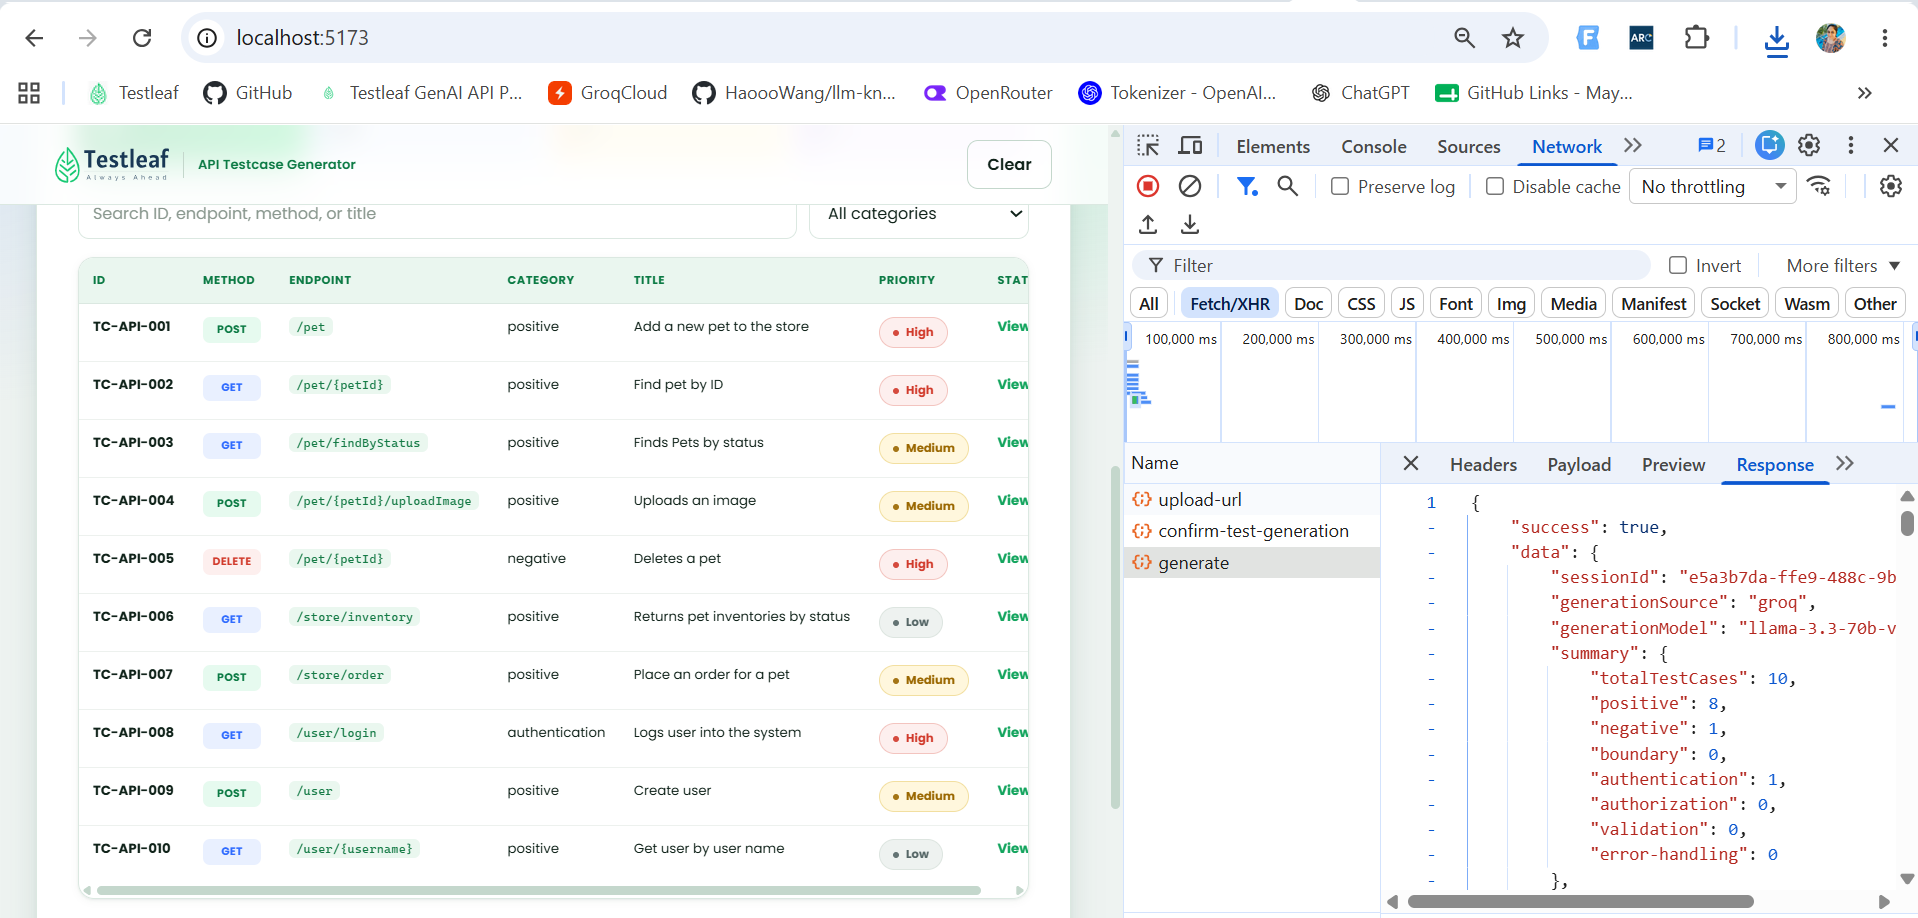 localhost:5173
Testleaf
GitHub
Testleaf GenAI API P...
GroqCloud
HaoooWang/llm-kn...
OpenRouter
Tokenizer - OpenAI...
ChatGPT
GitHub Links - May...
Testleaf
Always Ahead
API Testcase Generator
Clear
Search ID, endpoint, method, or title
All categories
ID METHOD ENDPOINT CATEGORY TITLE PRIORITY STAT
TC-API-001 POST /pet positive Add a new pet to the store High View
TC-API-002 GET /pet/{petId} positive Find pet by ID High View
TC-API-003 GET /pet/findByStatus positive Finds Pets by status Medium View
TC-API-004 POST /pet/{petId}/uploadImage positive Uploads an image Medium View
TC-API-005 DELETE /pet/{petId} negative Deletes a pet High View
TC-API-006 GET /store/inventory positive Returns pet inventories by status Low View
TC-API-007 POST /store/order positive Place an order for a pet Medium View
TC-API-008 GET /user/login authentication Logs user into the system High View
TC-API-009 POST /user positive Create user Medium View
TC-API-010 GET /user/{username} positive Get user by user name Low View
Elements Console Sources Network 2
Preserve log Disable cache No throttling
Filter Invert More filters
All Fetch/XHR Doc CSS JS Font Img Media Manifest Socket Wasm Other
100,000 ms 200,000 ms 300,000 ms 400,000 ms 500,000 ms 600,000 ms 700,000 ms 800,000 ms
Name
upload-url
confirm-test-generation
generate
Headers Payload Preview Response
1 {
- "success": true,
- "data": {
- "sessionId": "e5a3b7da-ffe9-488c-9b
- "generationSource": "groq",
- "generationModel": "llama-3.3-70b-v
- "summary": {
- "totalTestCases": 10,
- "positive": 8,
- "negative": 1,
- "boundary": 0,
- "authentication": 1,
- "authorization": 0,
- "validation": 0,
- "error-handling": 0
- },
ARC